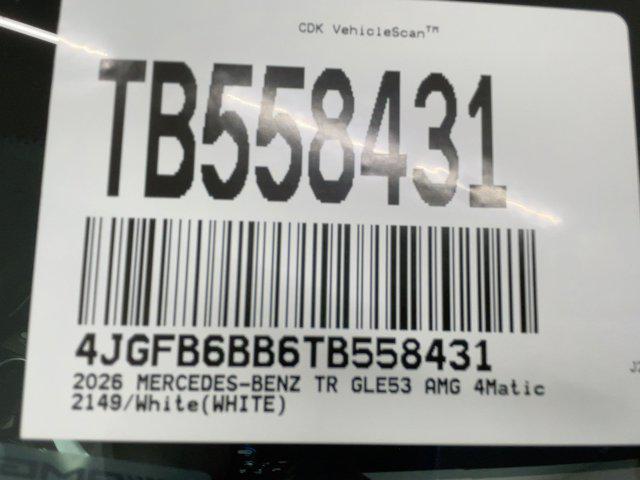 CDK VehicleScan™
TB558431
4JGFB6BB6TB558431
2026 MERCEDES-BENZ TR GLE53 AMG 4Matic
2149/White(WHITE)